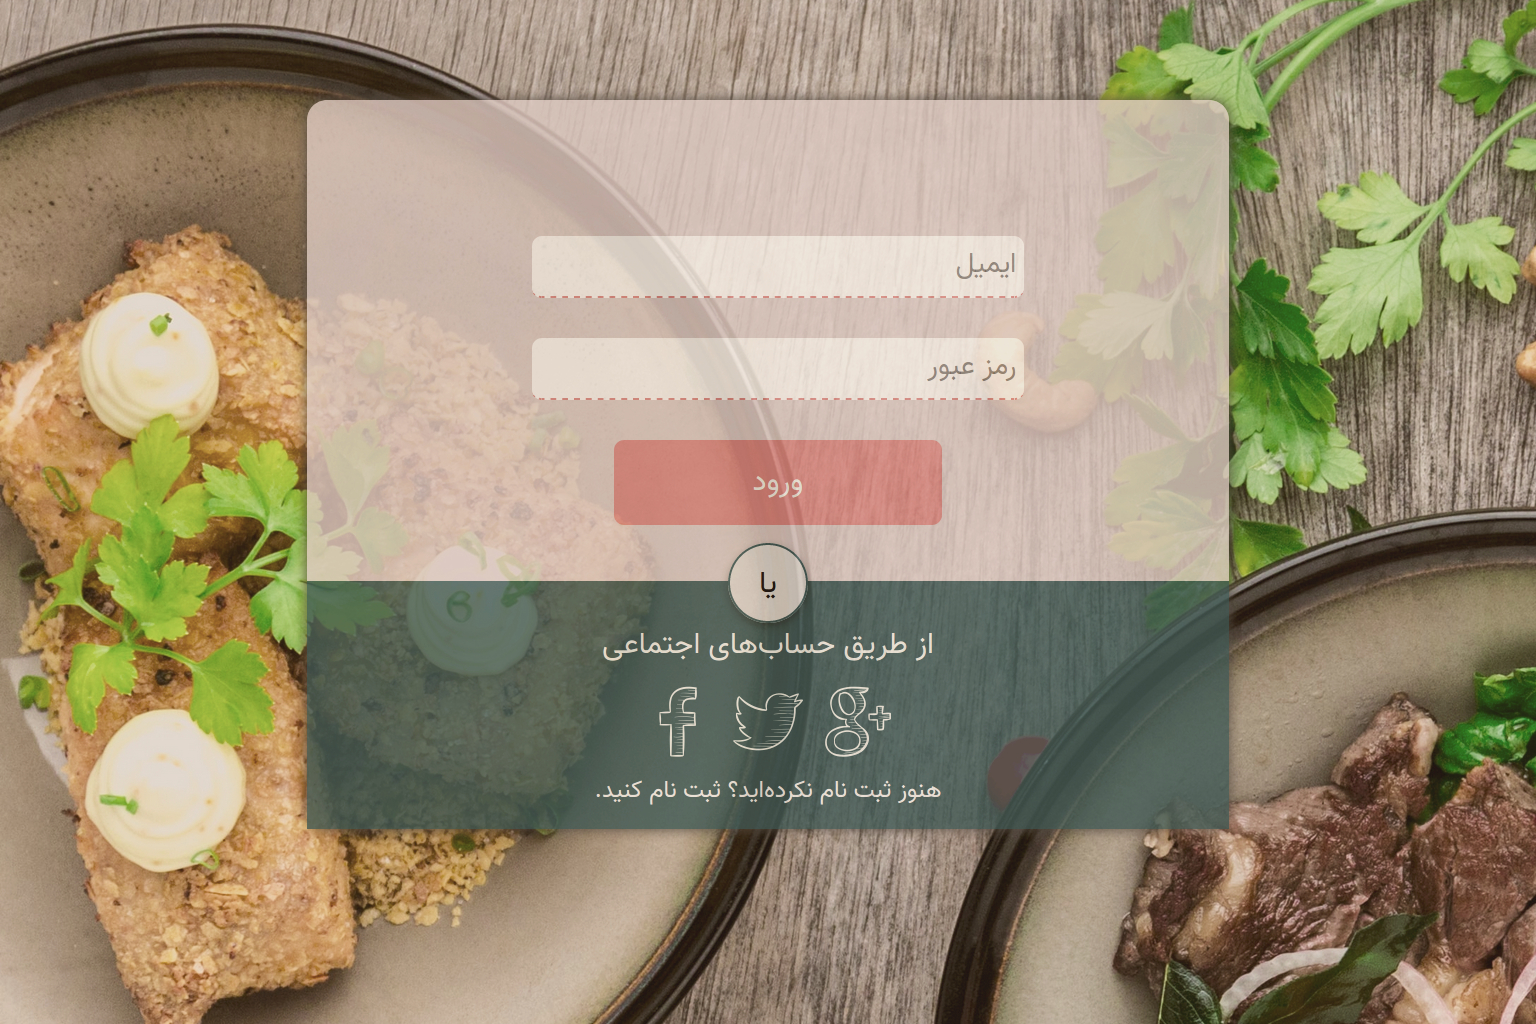 ایمیل
رمز عبور
ورود
یا
از طریق حساب‌های اجتماعی
هنوز ثبت نام نکرده‌اید؟ ثبت نام کنید.